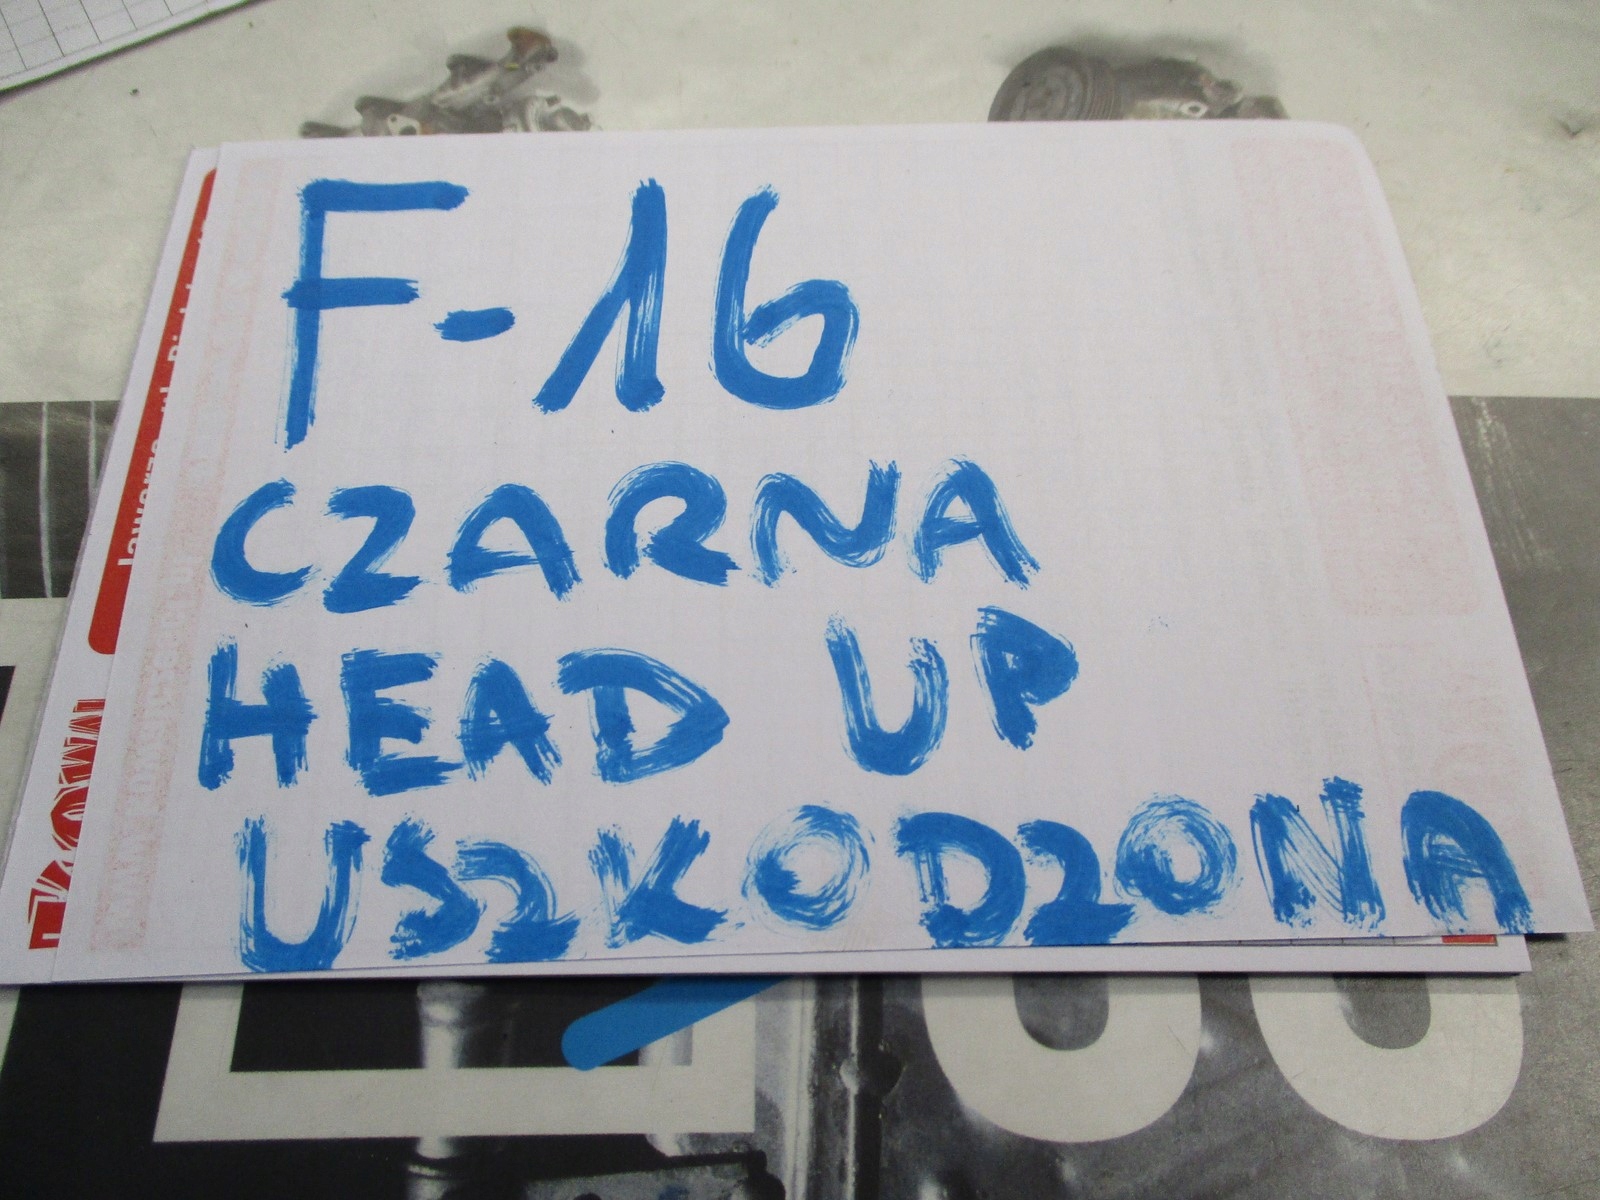 F-16
CZARNA
HEAD UP
USZKODZONA